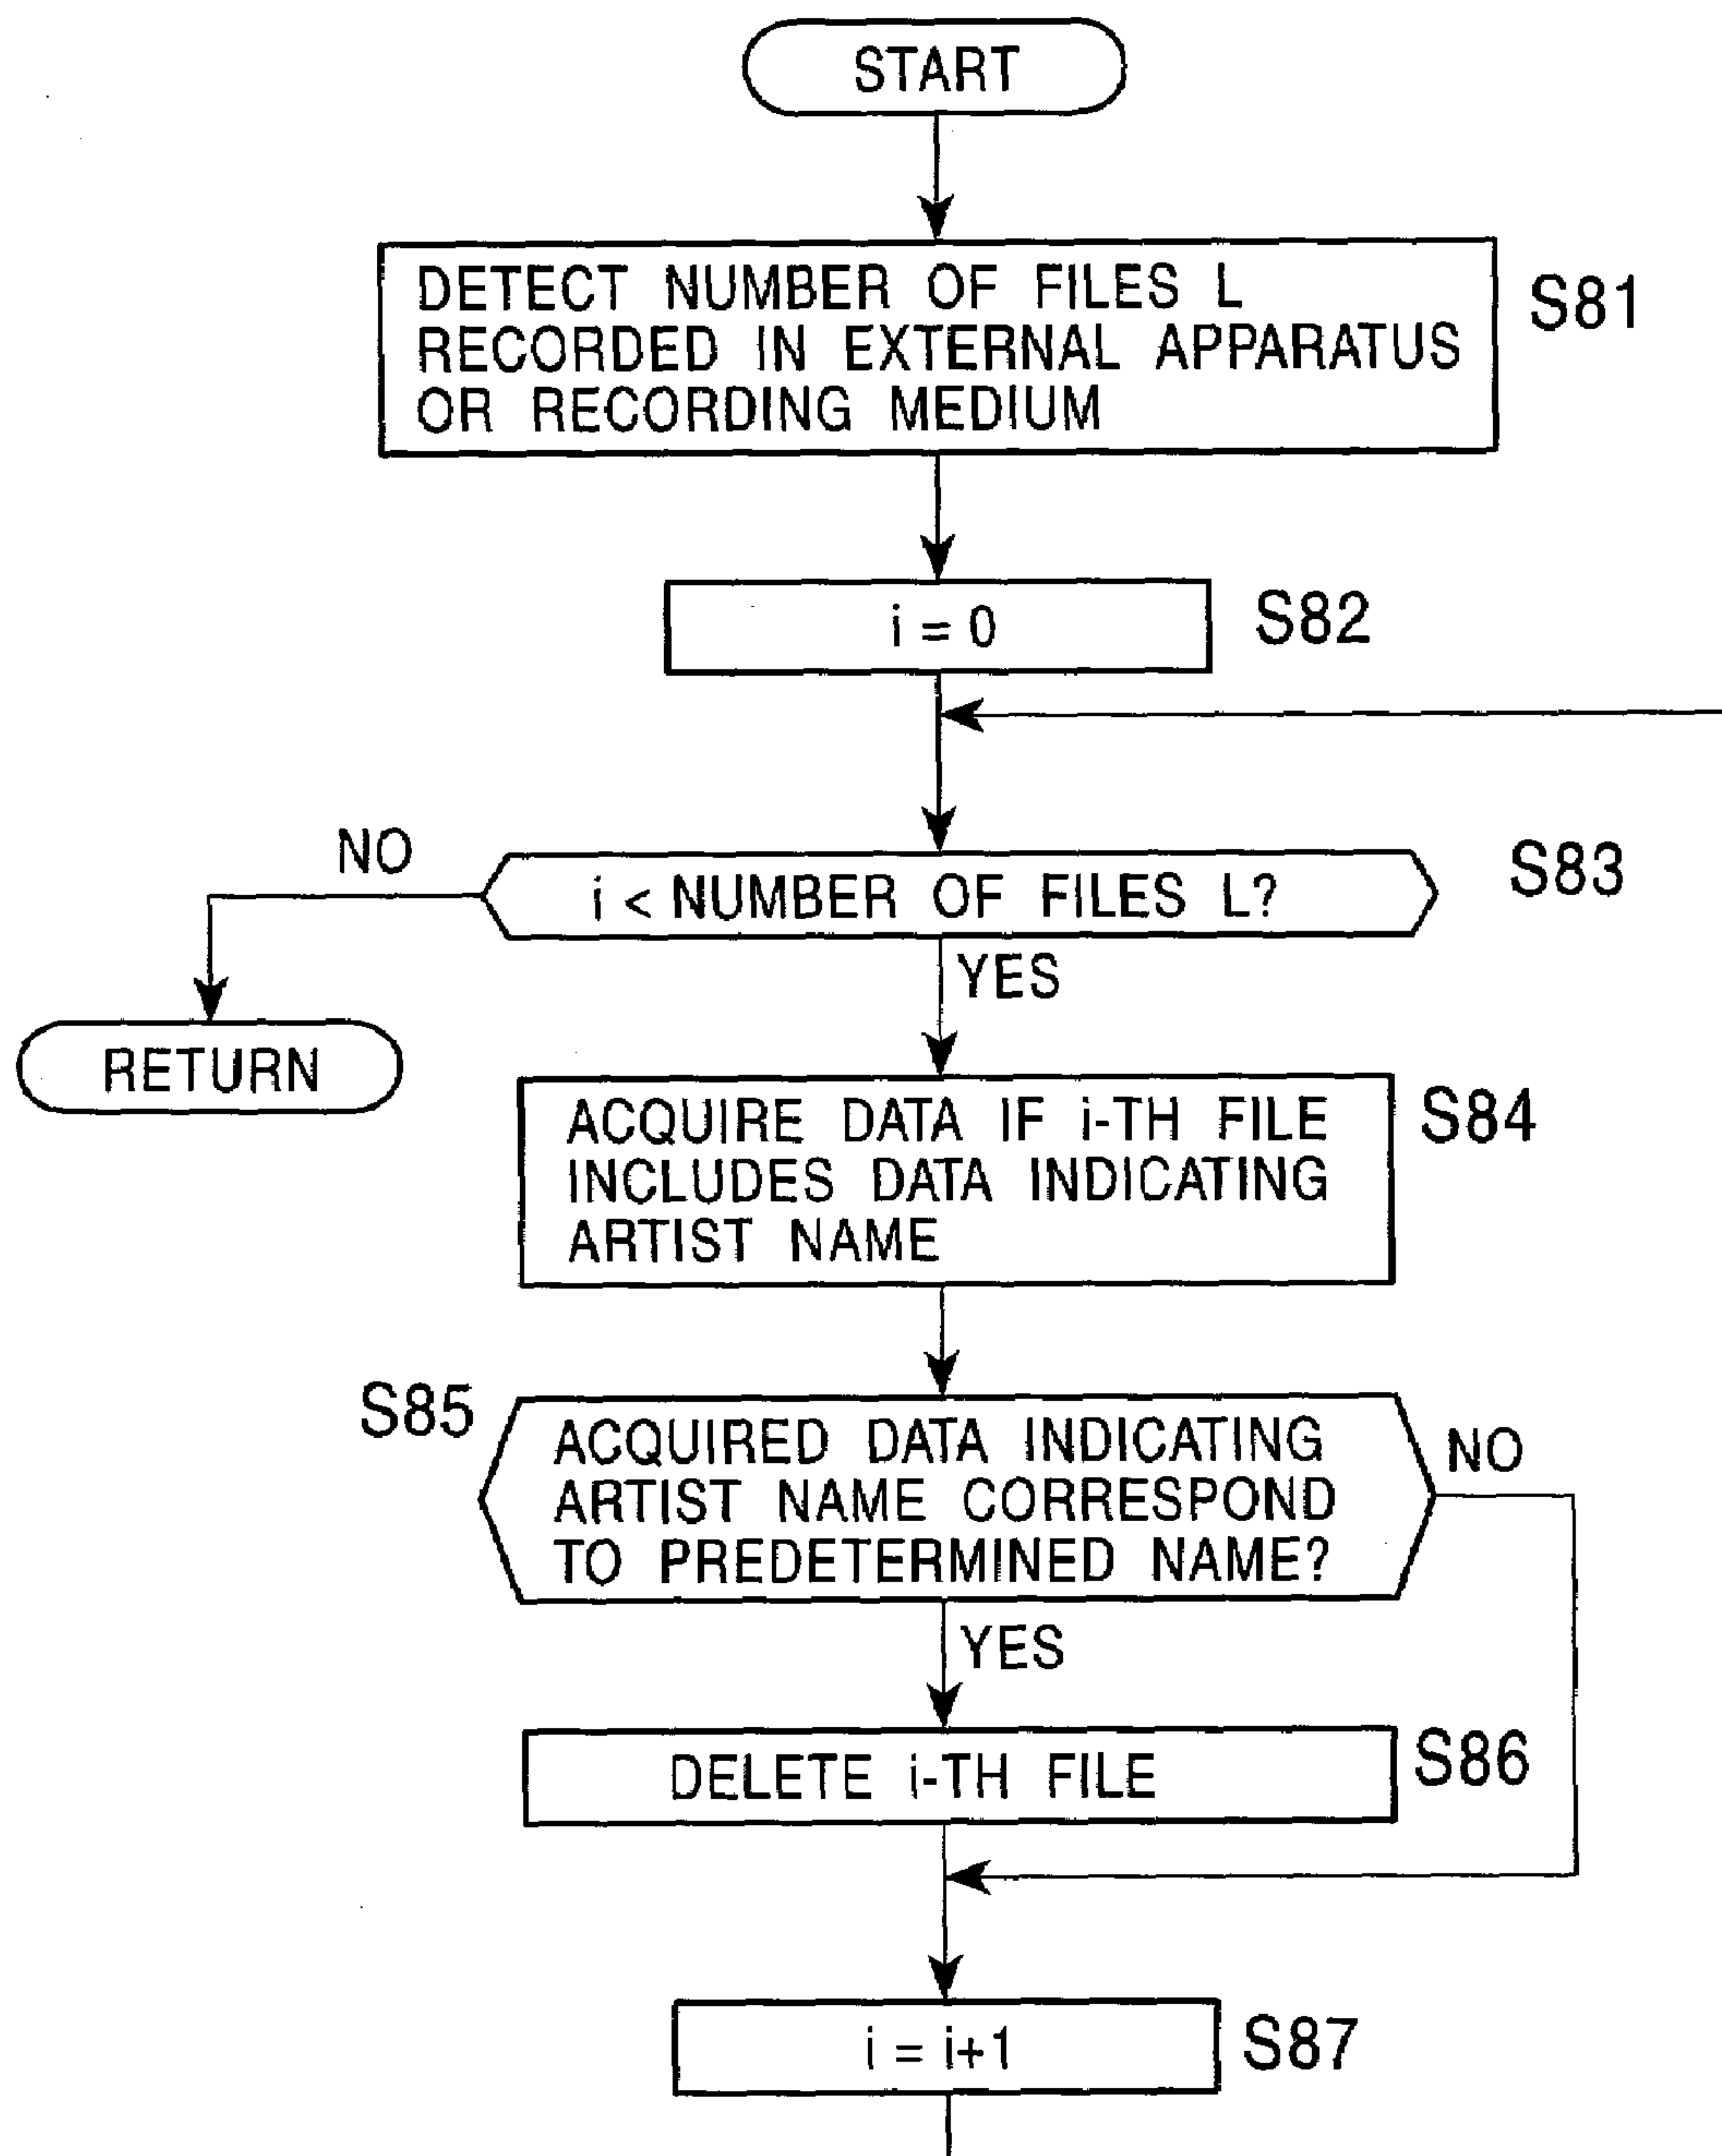 START
DETECT NUMBER OF FILES L
RECORDED IN EXTERNAL APPARATUS
OR RECORDING MEDIUM
S81
i = 0
S82
NO
i < NUMBER OF FILES L?
S83
YES
RETURN
ACQUIRE DATA IF i-TH FILE
INCLUDES DATA INDICATING
ARTIST NAME
S84
S85
ACQUIRED DATA INDICATING
ARTIST NAME CORRESPOND
TO PREDETERMINED NAME?
NO
YES
DELETE i-TH FILE
S86
i = i+1
S87